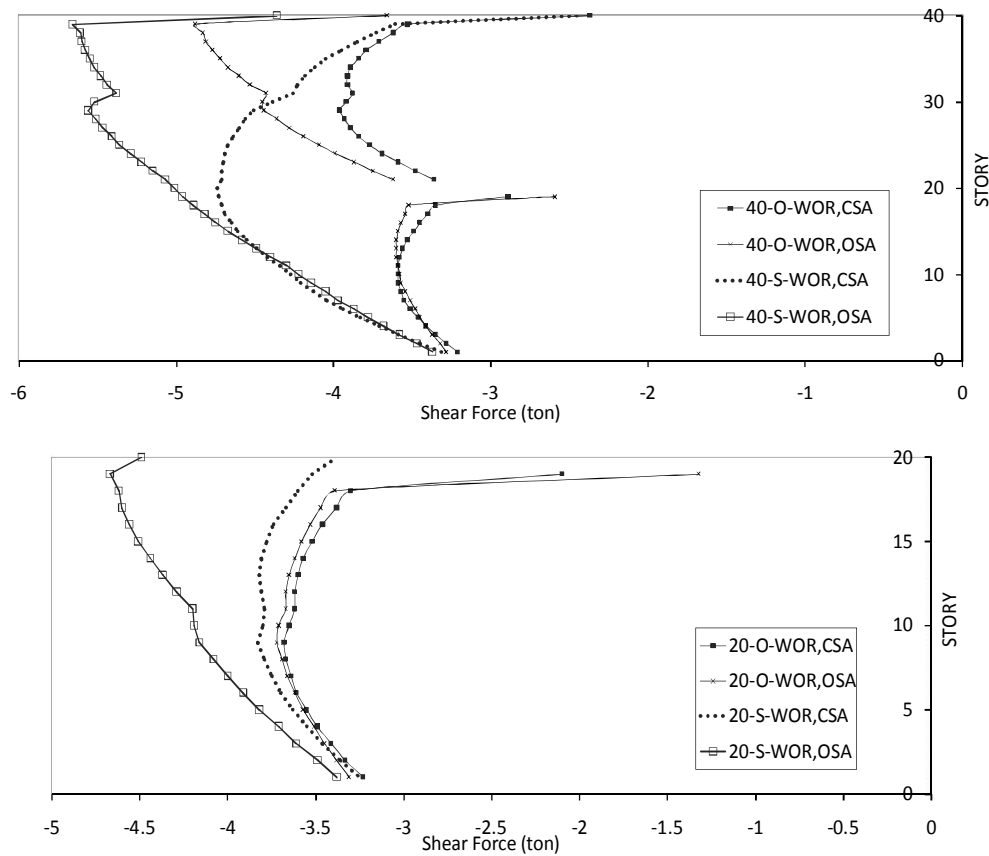 40
30
20
10
0
STORY
40-O-WOR,CSA
40-O-WOR,OSA
40-S-WOR,CSA
40-S-WOR,OSA
-6 -5 -4 -3 -2 -1 0
Shear Force (ton)
20
15
10
5
0
STORY
20-O-WOR,CSA
20-O-WOR,OSA
20-S-WOR,CSA
20-S-WOR,OSA
-5 -4.5 -4 -3.5 -3 -2.5 -2 -1.5 -1 -0.5 0
Shear Force (ton)